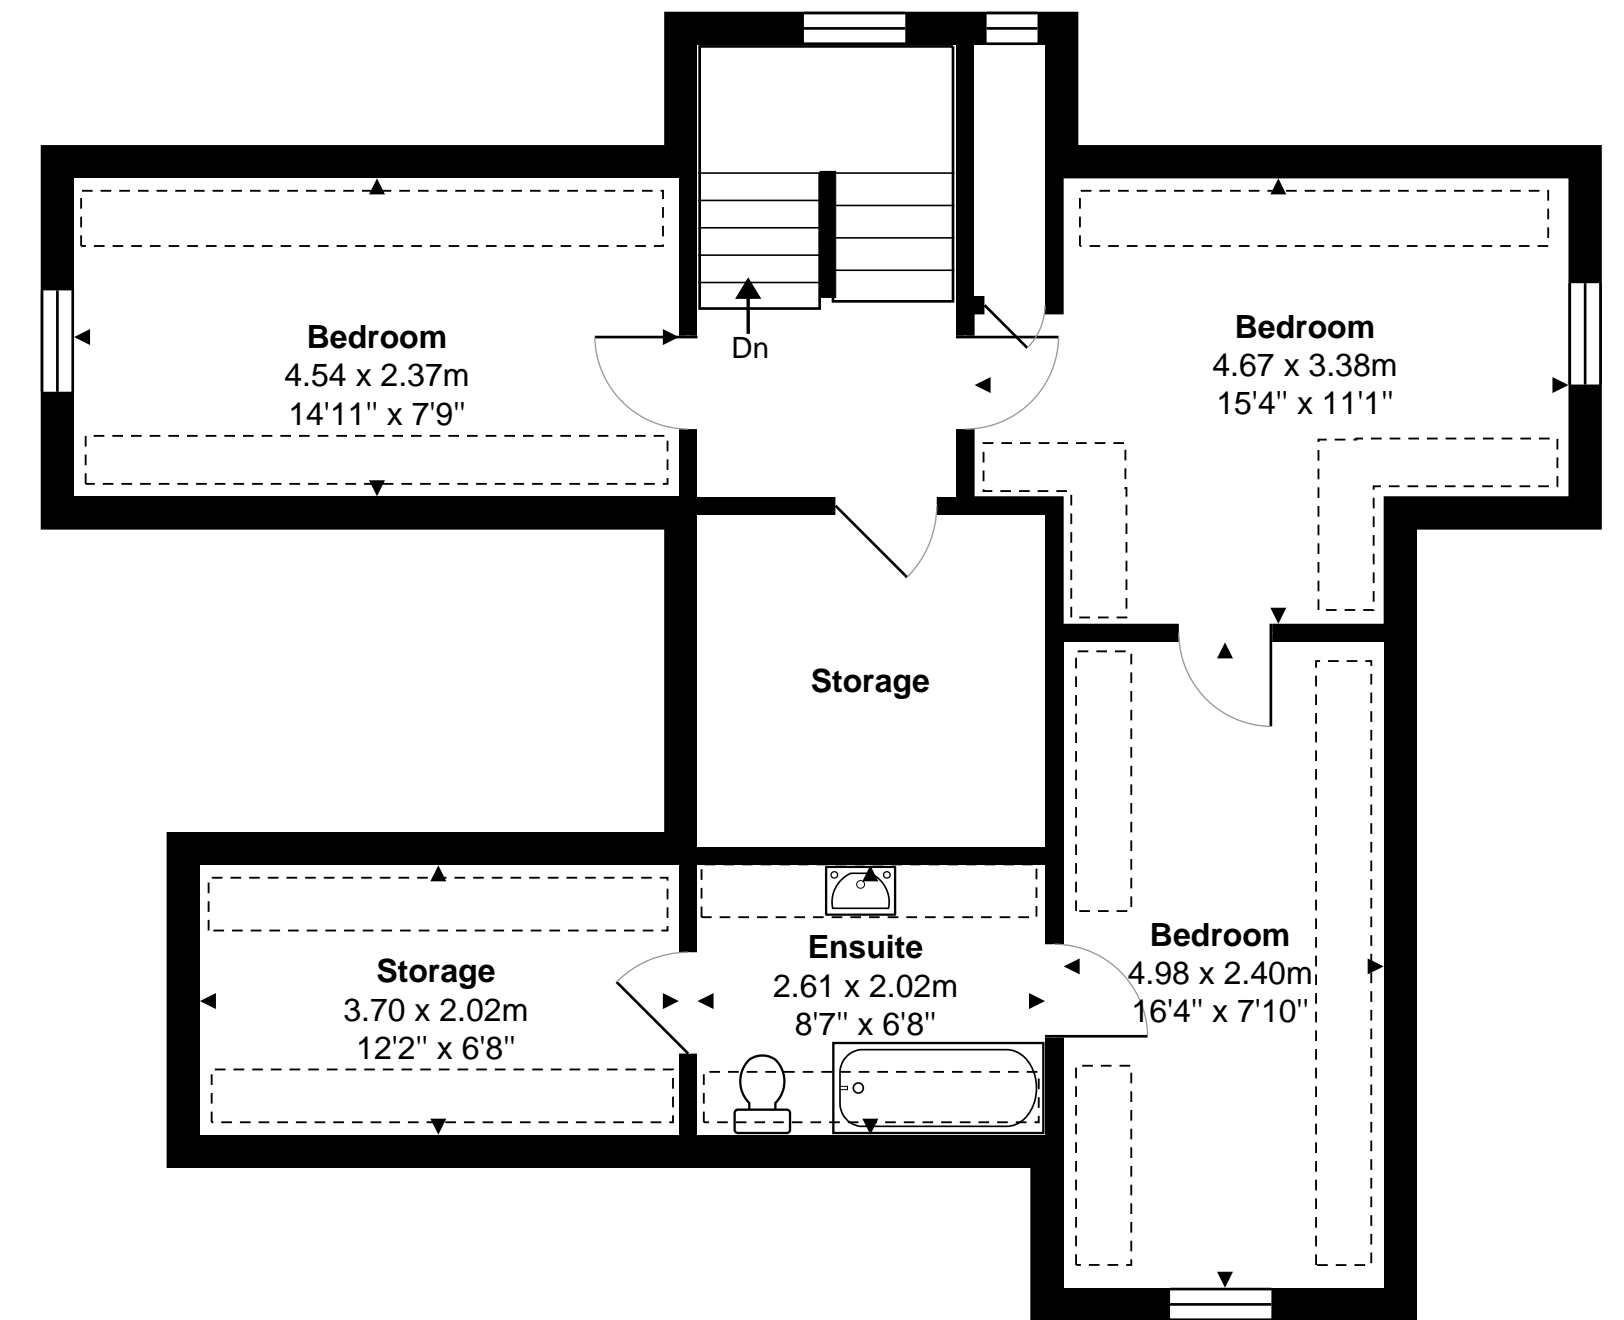 Dn
Bedroom
4.54 x 2.37m
14'11" x 7'9"
Bedroom
4.67 x 3.38m
15'4" x 11'1"
Storage
Storage
3.70 x 2.02m
12'2" x 6'8"
Ensuite
2.61 x 2.02m
8'7" x 6'8"
Bedroom
4.98 x 2.40m
16'4" x 7'10"